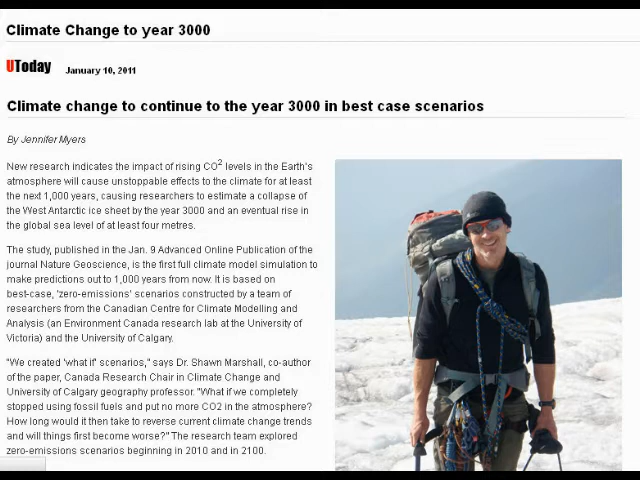 Climate Change to year 3000
UToday January 10, 2011
Climate change to continue to the year 3000 in best case scenarios
By Jennifer Myers
New research indicates the impact of rising CO2 levels in the Earth's
atmosphere will cause unstoppable effects to the climate for at least
the next 1,000 years, causing researchers to estimate a collapse of
the West Antarctic ice sheet by the year 3000 and an eventual rise in
the global sea level of at least four metres.
The study, published in the Jan. 9 Advanced Online Publication of the
journal Nature Geoscience, is the first full climate model simulation to
make predictions out to 1,000 years from now. It is based on
best-case, 'zero-emissions' scenarios constructed by a team of
researchers from the Canadian Centre for Climate Modelling and
Analysis (an Environment Canada research lab at the University of
Victoria) and the University of Calgary.
"We created 'what if' scenarios," says Dr. Shawn Marshall, co-author
of the paper, Canada Research Chair in Climate Change and
University of Calgary geography professor. "What if we completely
stopped using fossil fuels and put no more CO2 in the atmosphere?
How long would it then take to reverse current climate change trends
and will things first become worse?" The research team explored
zero-emissions scenarios beginning in 2010 and in 2100.